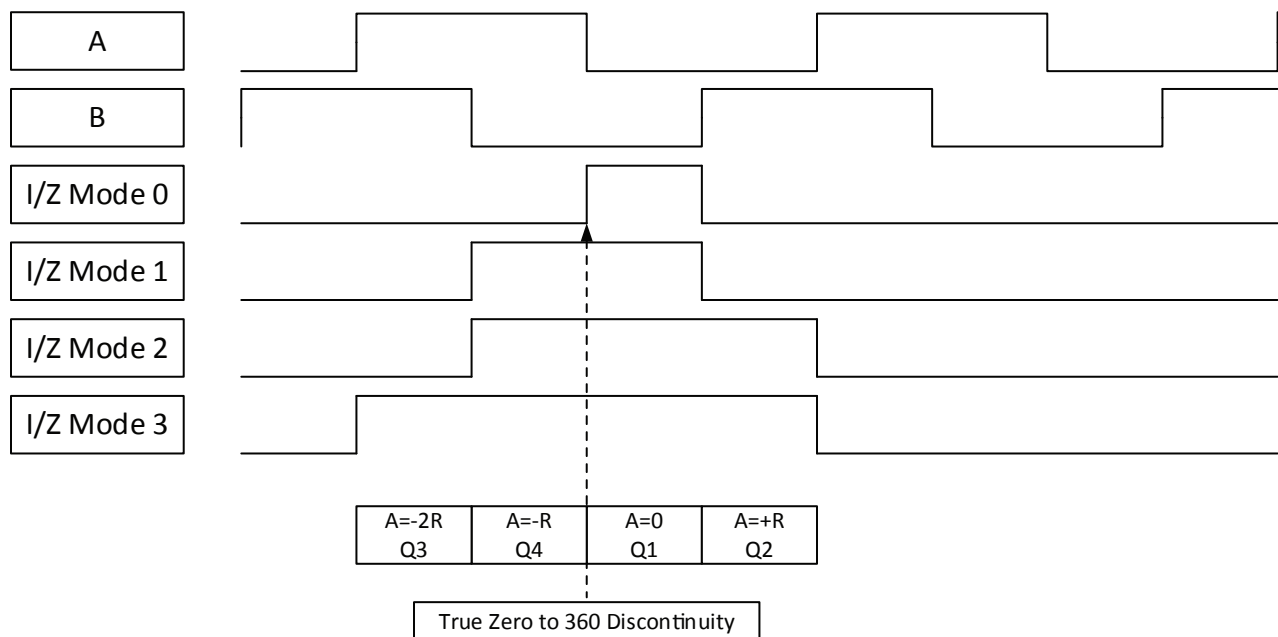 A
B
I/Z Mode 0
I/Z Mode 1
I/Z Mode 2
I/Z Mode 3
A=-2R A=-R A=0 A=+R
Q3 Q4 Q1 Q2
True Zero to 360 Discontinuity